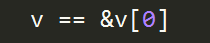 v == &v[0]